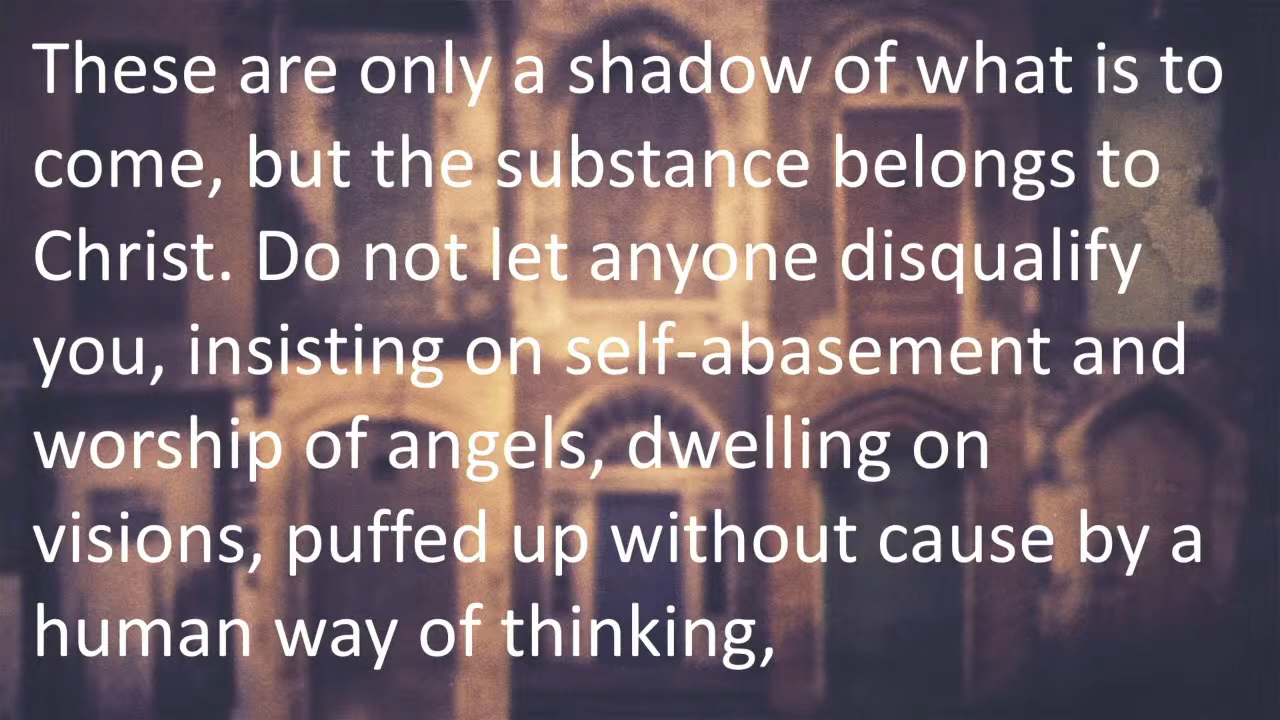 These are only a shadow of what is to
come, but the substance belongs to
Christ. Do not let anyone disqualify
you, insisting on self-abasement and
worship of angels, dwelling on
visions, puffed up without cause by a
human way of thinking,